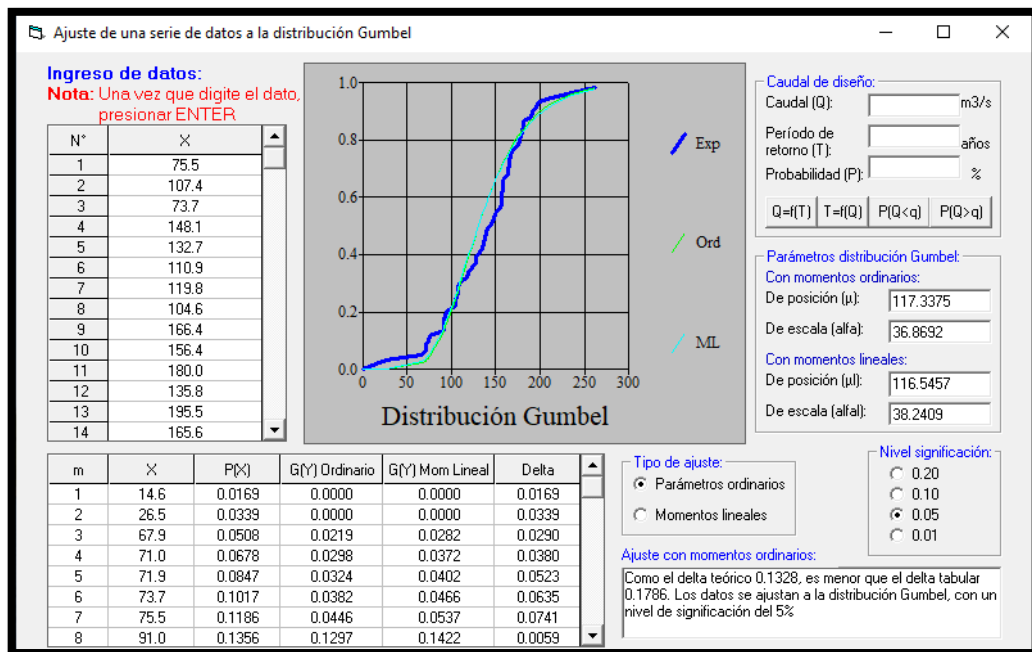 Ajuste de una serie de datos a la distribución Gumbel
Ingreso de datos:
Nota: Una vez que digite el dato,
presionar ENTER
N° X
1 75.5
2 107.4
3 73.7
4 148.1
5 132.7
6 110.9
7 119.8
8 104.6
9 166.4
10 156.4
11 180.0
12 135.8
13 195.5
14 165.6
1.0
0.8
0.6
0.4
0.2
0.0
0 50 100 150 200 250 300
Exp
Ord
ML
Distribución Gumbel
Caudal de diseño:
Caudal (Q): m3/s
Período de
retorno (T): años
Probabilidad (P): %
Q=f(T) T=f(Q) P(Q<q) P(Q>q)
Parámetros distribución Gumbel:
Con momentos ordinarios:
De posición (µ): 117.3375
De escala (alfa) 36.8692
Con momentos lineales:
De posición (µl) 116.5457
De escala (alfal) 38.2409
m X P(X) G(Y) Ordinario G(Y) Mom Lineal Delta
1 14.6 0.0169 0.0000 0.0000 0.0169
2 26.5 0.0339 0.0000 0.0000 0.0339
3 67.9 0.0508 0.0219 0.0282 0.0290
4 71.0 0.0678 0.0298 0.0372 0.0380
5 71.9 0.0847 0.0324 0.0402 0.0523
6 73.7 0.1017 0.0382 0.0466 0.0635
7 75.5 0.1186 0.0446 0.0537 0.0741
8 91.0 0.1356 0.1297 0.1422 0.0059
Tipo de ajuste:
Parámetros ordinarios
Momentos lineales
Nivel significación:
0.20
0.10
0.05
0.01
Ajuste con momentos ordinarios:
Como el delta teórico 0.1328, es menor que el delta tabular
0.1786. Los datos se ajustan a la distribución Gumbel, con un
nivel de significación del 5%